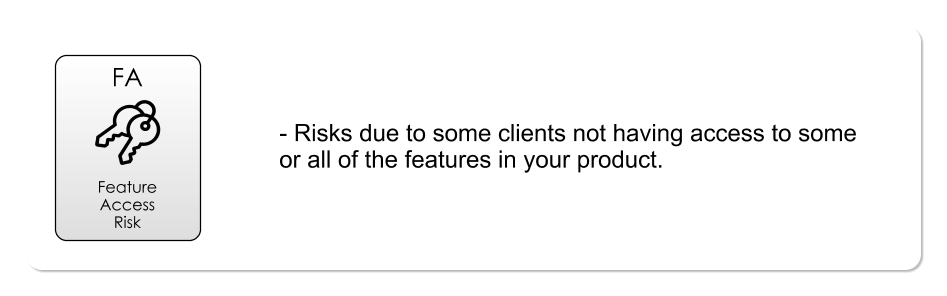 FA
Feature
Access
Risk
- Risks due to some clients not having access to some
or all of the features in your product.